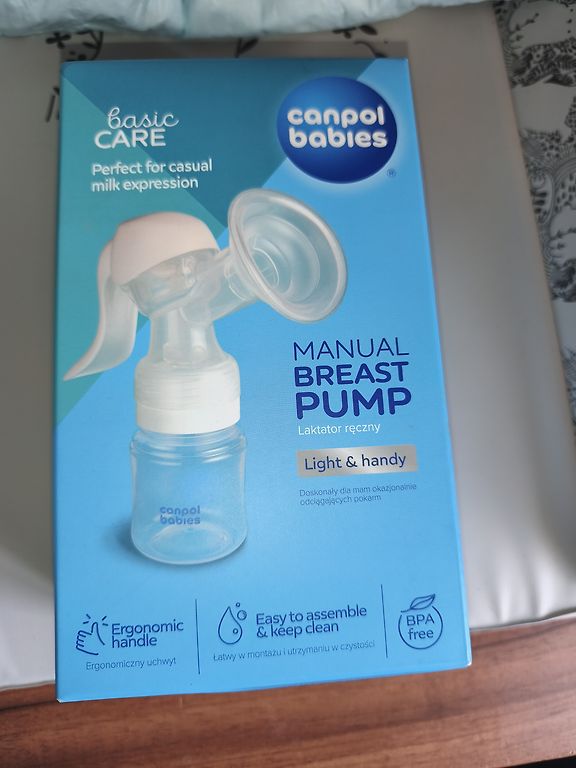 basic
CARE
Perfect for casual
milk expression
canpol
babies
®
MANUAL
BREAST
PUMP
Laktator ręczny
Light & handy
Doskonały dla mam okazjonalnie
odciągających pokarm
canpol
babies
Ergonomic
handle
Ergonomiczny uchwyt
Easy to assemble
& keep clean
Łatwy w montażu i utrzymaniu w czystości
BPA
free